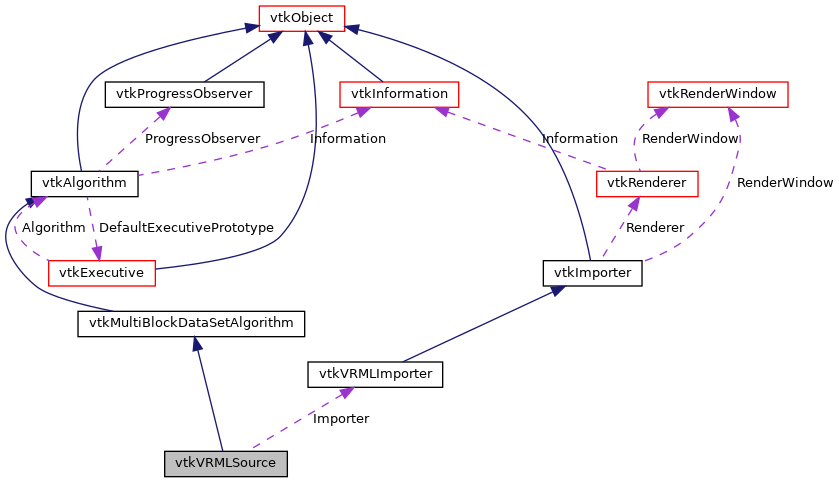 vtkObject
vtkProgressObserver
vtkInformation
vtkRenderWindow
ProgressObserver
Information
Information
RenderWindow
vtkAlgorithm
vtkRenderer
RenderWindow
Algorithm
DefaultExecutivePrototype
Renderer
vtkExecutive
vtkImporter
vtkMultiBlockDataSetAlgorithm
vtkVRMLImporter
Importer
vtkVRMLSource